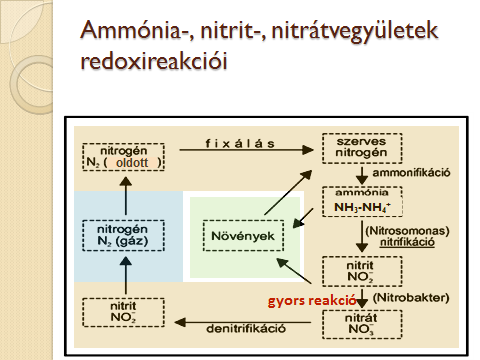 Ammónia-, nitrit-, nitrátvegyületek
redoxireakciói
nitrogén
N₂ ( oldott )
fixálás
szerves
nitrogén
ammonifikáció
ammónia
NH₃-NH₄⁺
(Nitrosomonas)
nitrifikáció
nitrogén
N₂ (gáz)
Növények
nitrit
NO₂⁻
gyors reakció
(Nitrobakter)
nitrit
NO₂⁻
denitrifikáció
nitrát
NO₃⁻